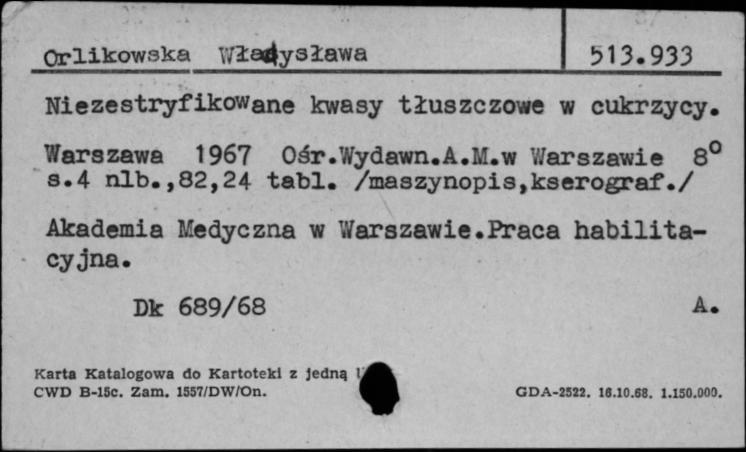 Orlikowska Władysława 513.933
Niezestryfikowane kwasy tłuszczowe w cukrzycy.
Warszawa 1967 Ośr.Wydawn.A.M.w Warszawie 8°
s.4 nlb.,82,24 tabl. /maszynopis,kserograf./
Akademia Medyczna w Warszawie.Praca habilita-
cyjna.
Dk 689/68 A.
Karta Katalogowa do Kartoteki z jedną
CWD B-15c. Zam. 1557/DW/On. GDA-2522. 16.10.68. 1.150.000.